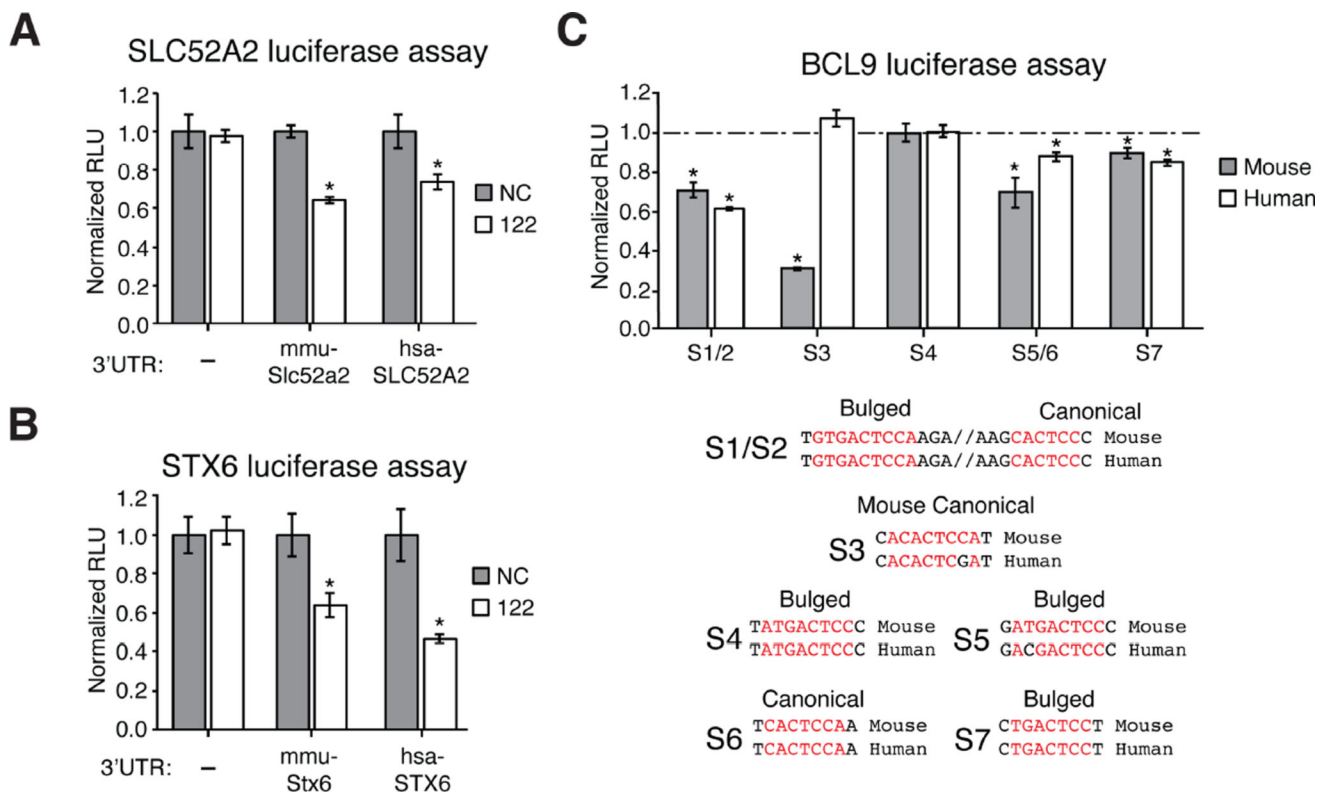 A
SLC52A2 luciferase assay
Normalized RLU
1.2
1.0
0.8
0.6
0.4
0.2
0.0
* *
NC
122
3'UTR: – mmu-Slc52a2 hsa-SLC52A2
B
STX6 luciferase assay
Normalized RLU
1.2
1.0
0.8
0.6
0.4
0.2
0.0
* *
NC
122
3'UTR: – mmu-Stx6 hsa-STX6
C
BCL9 luciferase assay
Normalized RLU
1.2
1.0
0.8
0.6
0.4
0.2
0.0
* * * * * * *
Mouse
Human
S1/2 S3 S4 S5/6 S7
Bulged Canonical
S1/S2
TGTGACTCCAAGA//AAGCACTCCC Mouse
TGTGACTCCAAGA//AAGCACTCCC Human
Mouse Canonical
S3
CACACTCCAT Mouse
CACACTCGAT Human
Bulged
S4
TATGACTCCC Mouse
TATGACTCCC Human
Bulged
S5
GATGACTCCC Mouse
GACGACTCCC Human
Canonical
S6
TCACTCCAA Mouse
TCACTCCAA Human
Bulged
S7
CTGACTCCT Mouse
CTGACTCCT Human